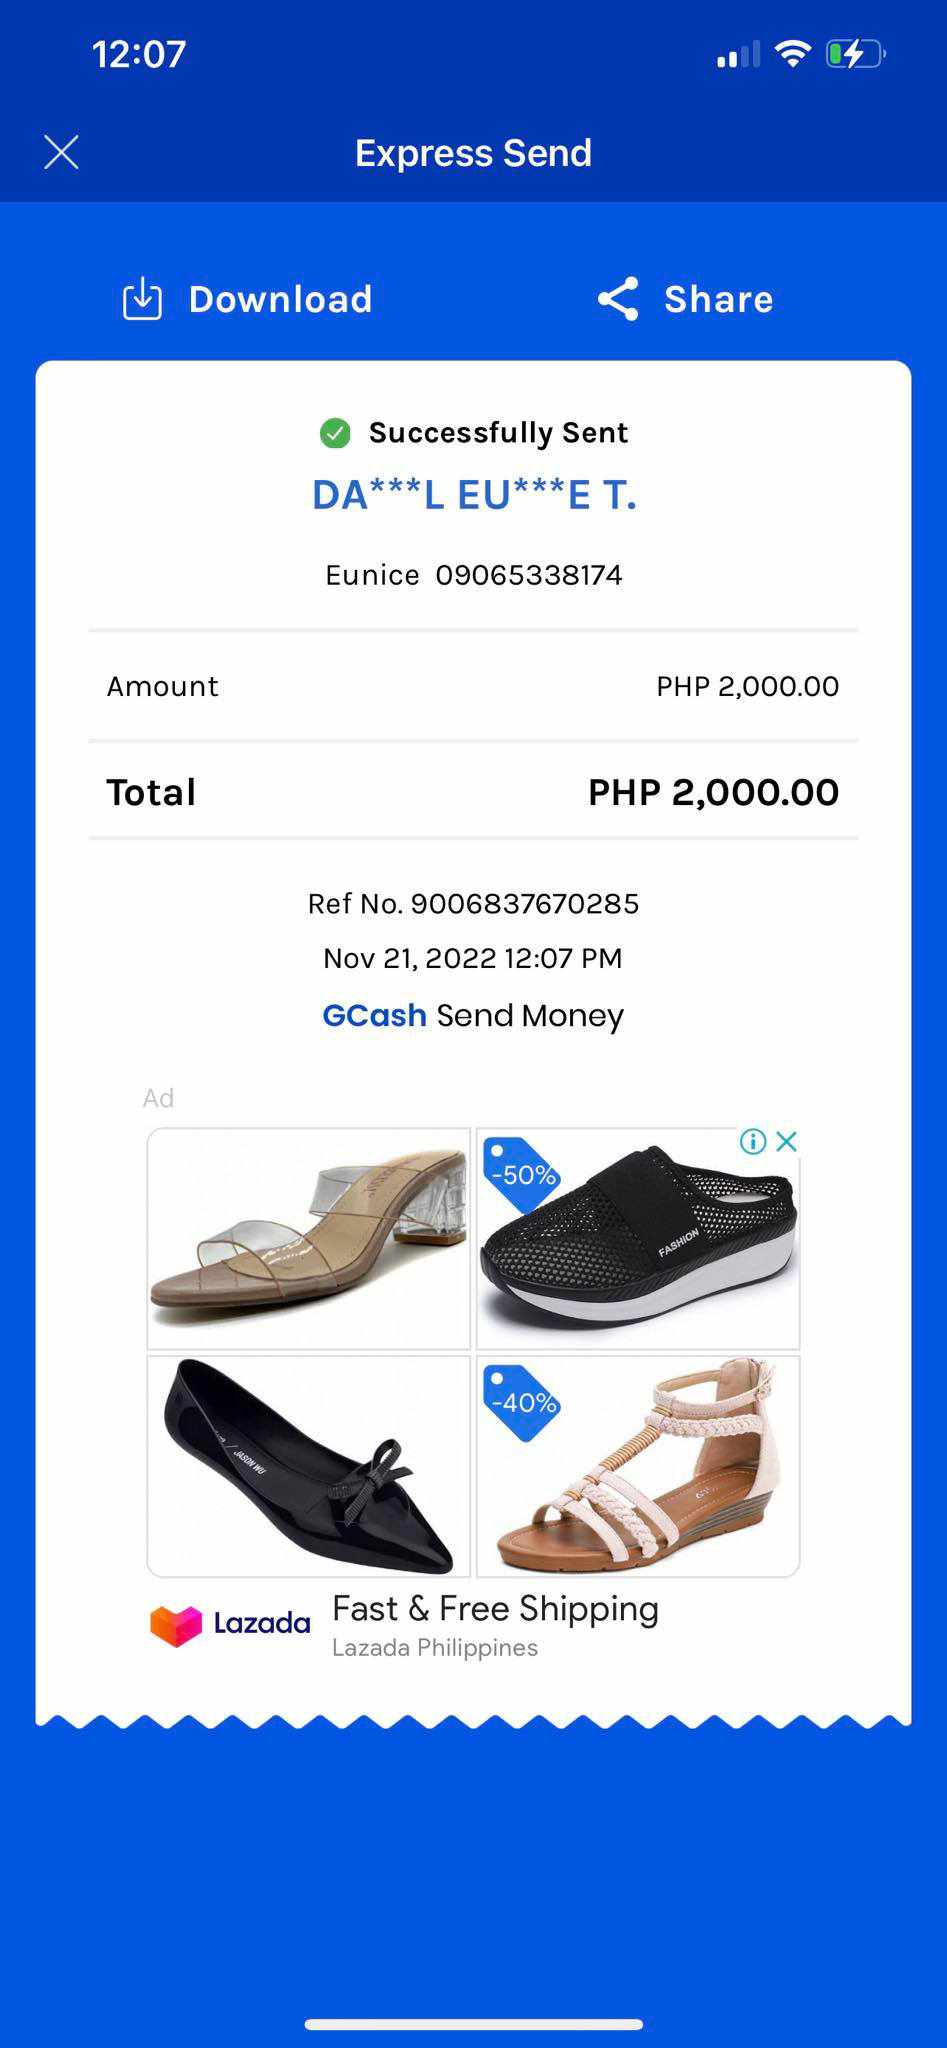 12:07
Express Send
Download
Share
Successfully Sent
DA***L EU***E T.
Eunice 09065338174
Amount PHP 2,000.00
Total PHP 2,000.00
Ref No. 9006837670285
Nov 21, 2022 12:07 PM
GCash Send Money
Ad
-50%
FASHION
JASON WU
-40%
Lazada
Fast & Free Shipping
Lazada Philippines